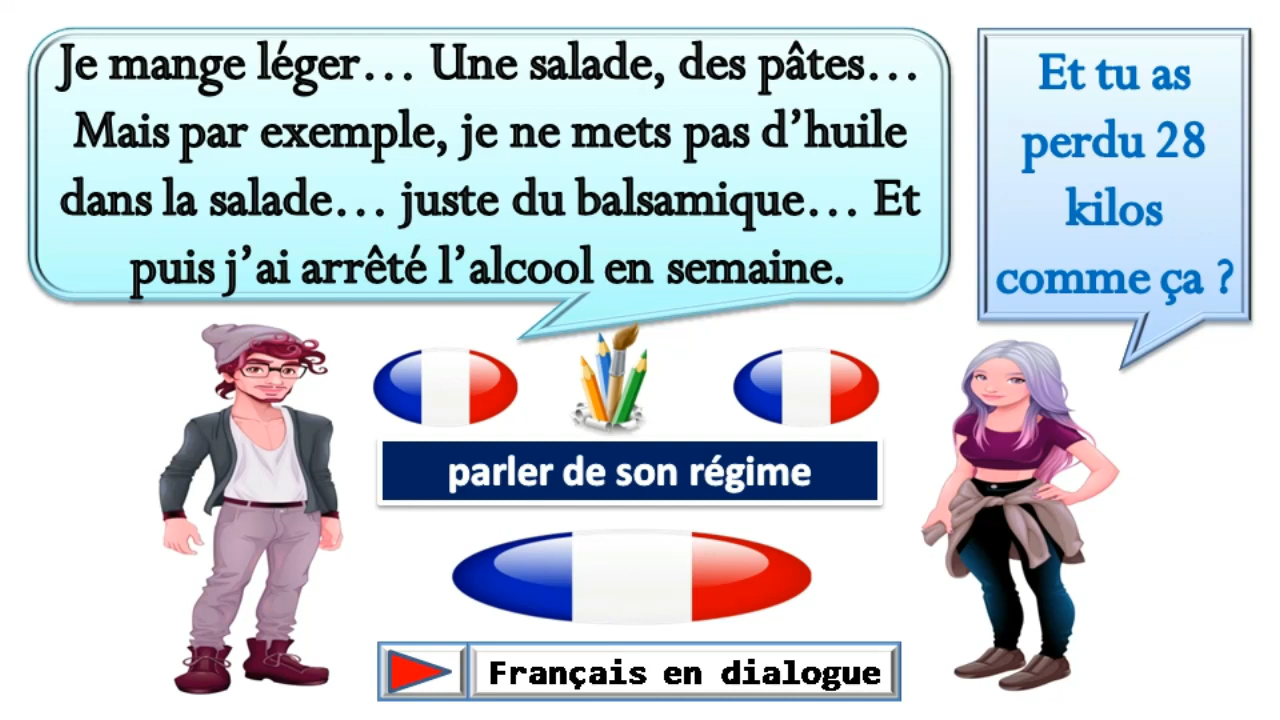 Je mange léger… Une salade, des pâtes…
Mais par exemple, je ne mets pas d’huile
dans la salade… juste du balsamique… Et
puis j’ai arrêté l’alcool en semaine.
Et tu as
perdu 28
kilos
comme ça ?
parler de son régime
Français en dialogue